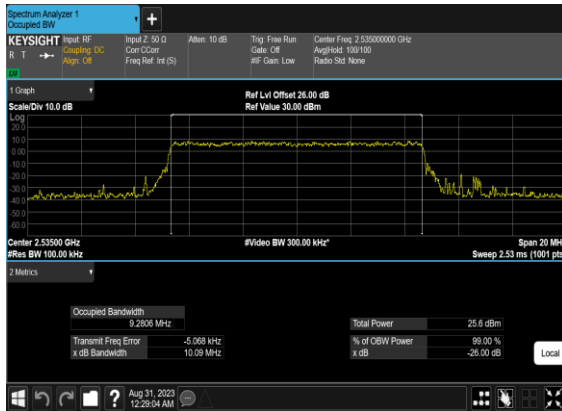 Spectrum Analyzer 1
Occupied BW
+
KEYSIGHT
R T
Input: RF
Coupling: DC
Align: Off
Input Z: 50 Ω
Corr CCorr
Freq Ref: Int (S)
Atten: 10 dB
Trig: Free Run
Gate: Off
#IF Gain: Low
Center Freq: 2.535000000 GHz
Avg|Hold: 100/100
Radio Std: None
1 Graph
Scale/Div 10.0 dB
Ref Lvl Offset 26.00 dB
Ref Value 30.00 dBm
Log
20.0
10.0
0.00
-10.0
-20.0
-30.0
-40.0
-50.0
-60.0
Center 2.53500 GHz
#Res BW 100.00 kHz
#Video BW 300.00 kHz*
Span 20 MH
Sweep 2.53 ms (1001 pts
2 Metrics
Occupied Bandwidth
9.2806 MHz
Total Power 25.6 dBm
Transmit Freq Error -5.068 kHz
% of OBW Power 99.00 %
x dB Bandwidth 10.09 MHz
x dB -26.00 dB
Local
?
Aug 31, 2023
12:29:04 AM